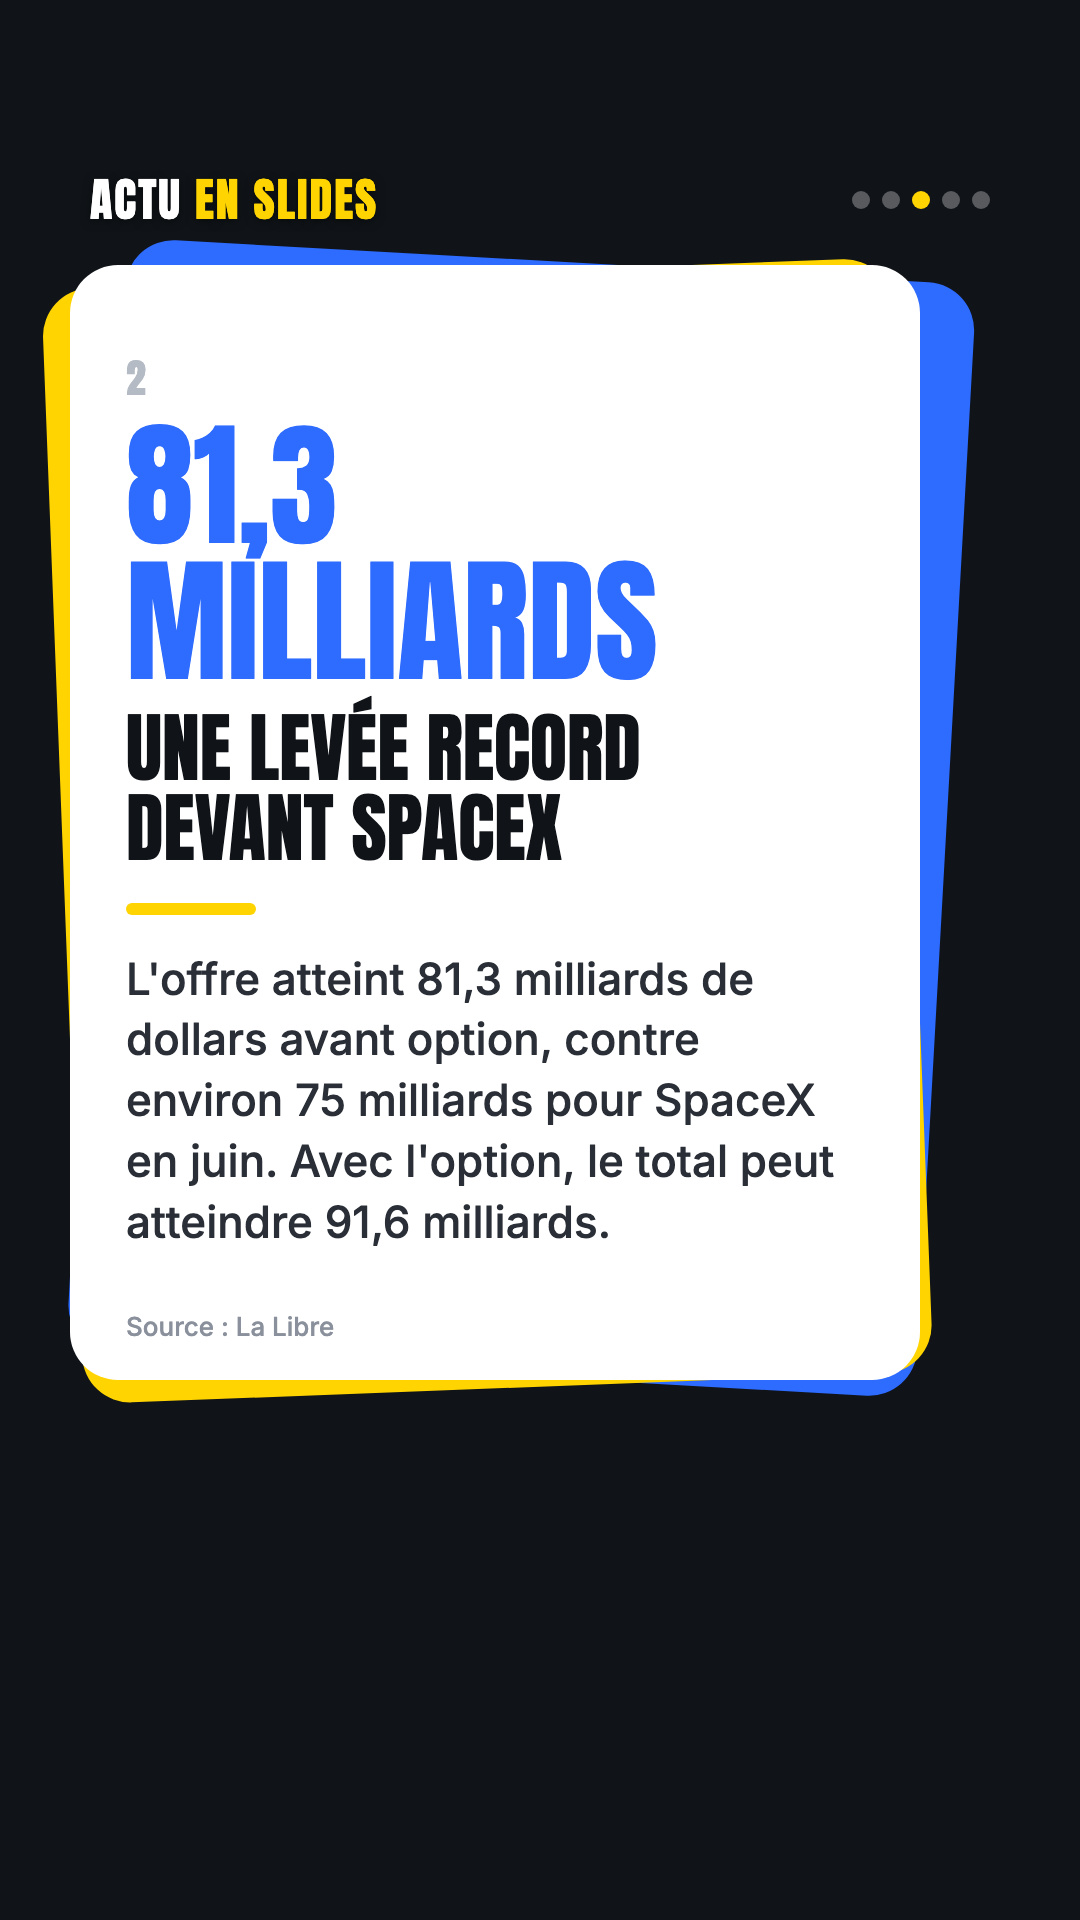 ACTU EN SLIDES
2
81,3
MILLIARDS
UNE LEVÉE RECORD
DEVANT SPACEX
L'offre atteint 81,3 milliards de
dollars avant option, contre
environ 75 milliards pour SpaceX
en juin. Avec l'option, le total peut
atteindre 91,6 milliards.
Source : La Libre